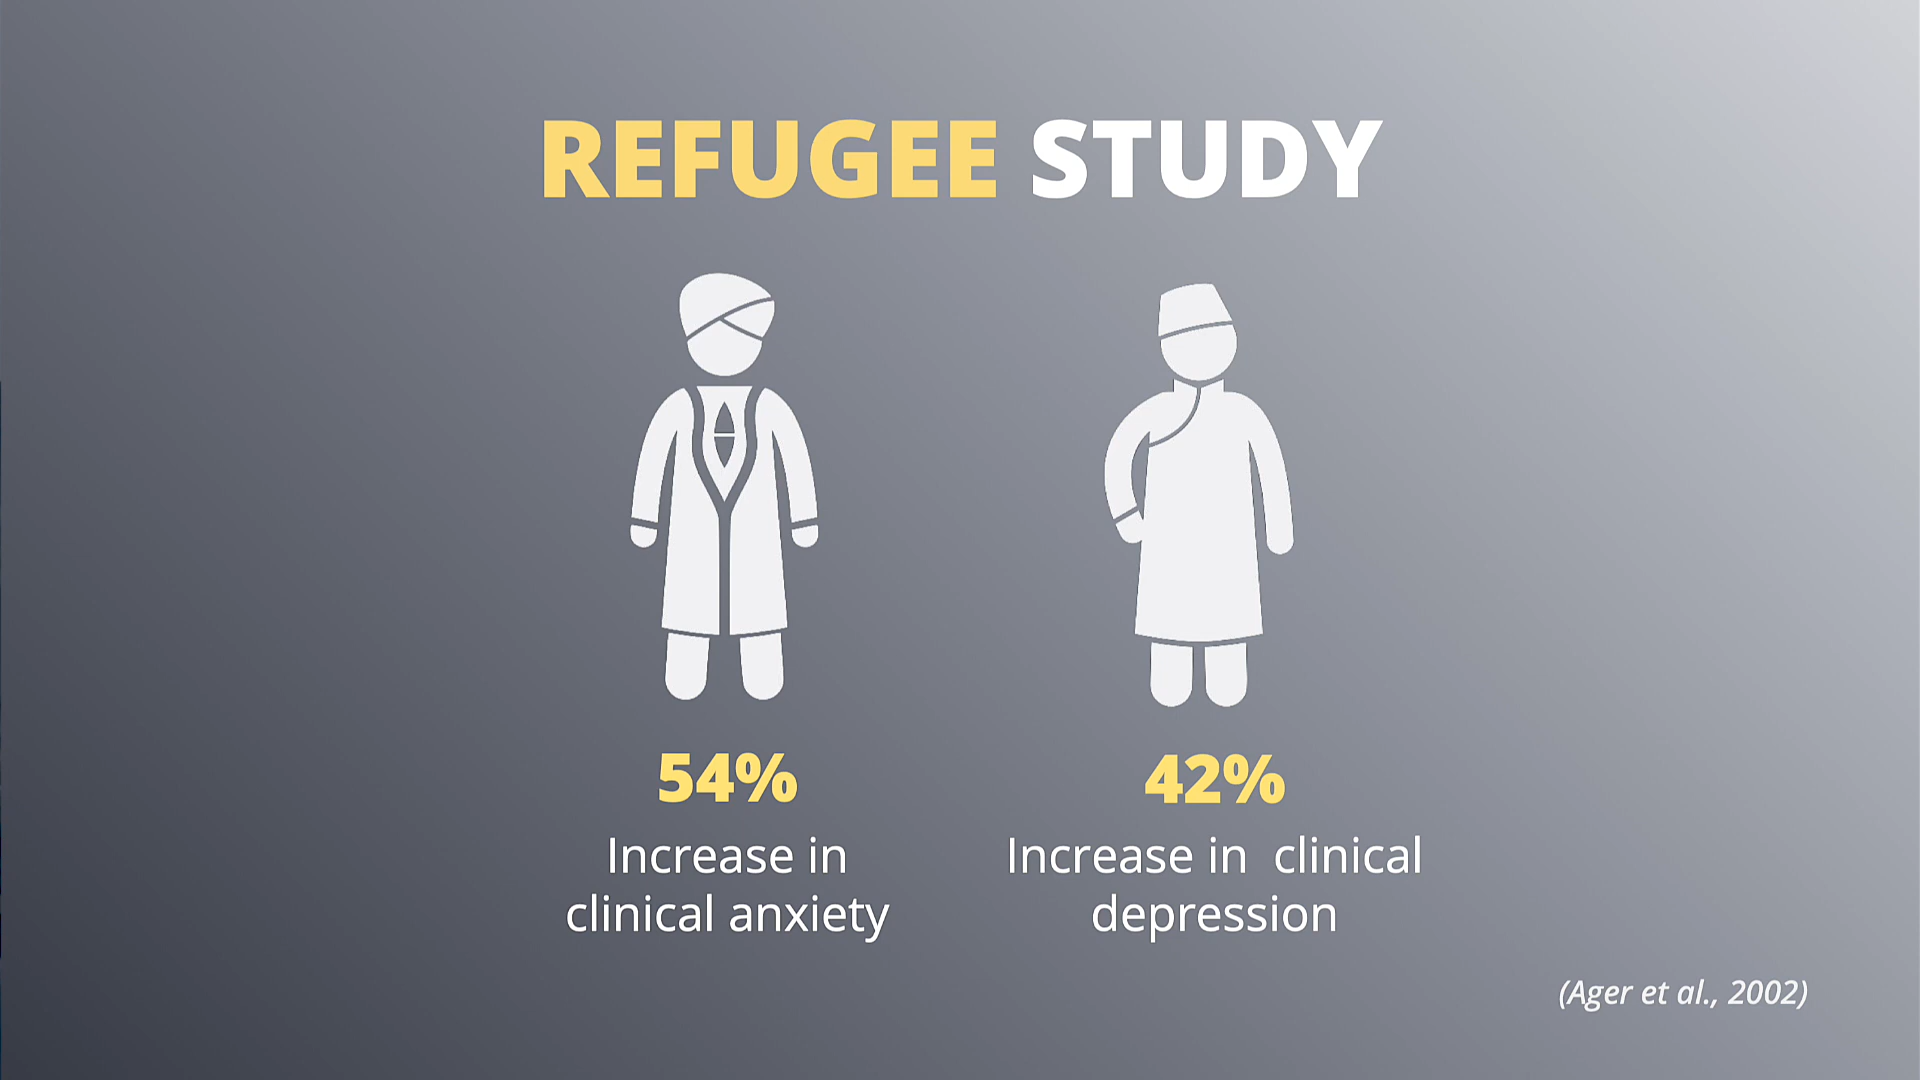 REFUGEE STUDY
54%
Increase in
clinical anxiety
42%
Increase in  clinical
depression
(Ager et al., 2002)